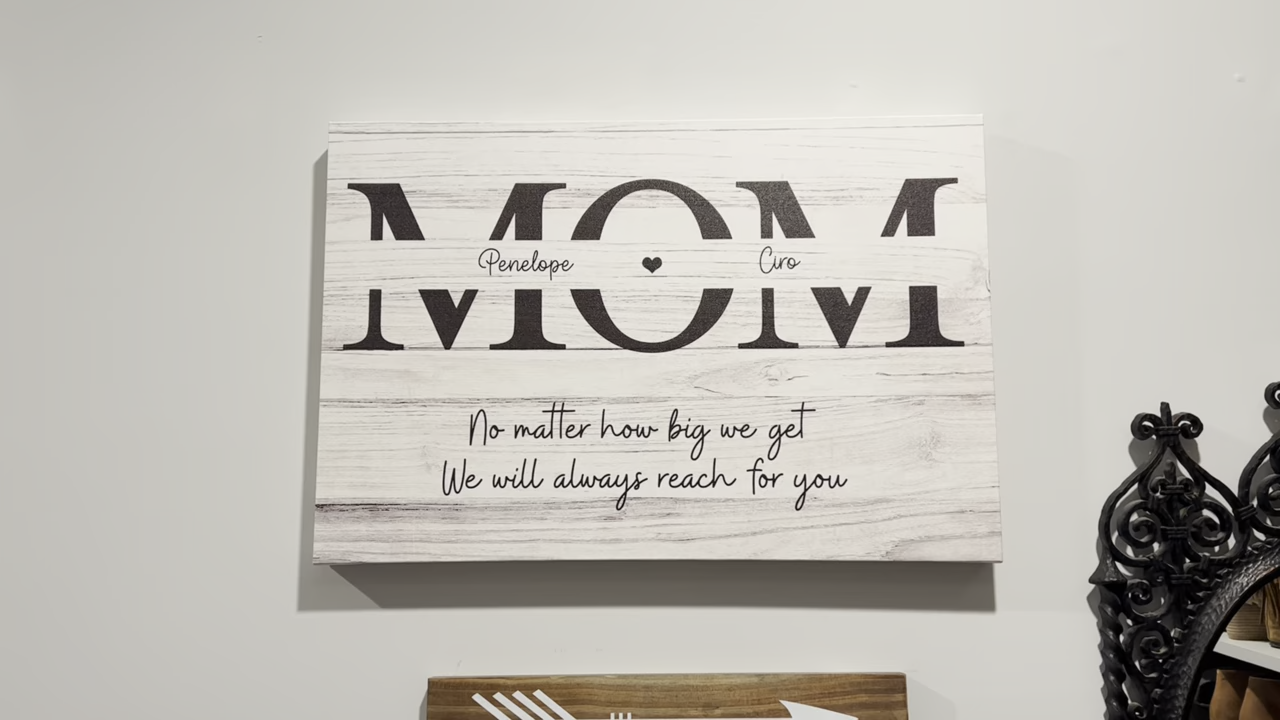 MOM
Penelope ♥ Ciro
No matter how big we get
We will always reach for you